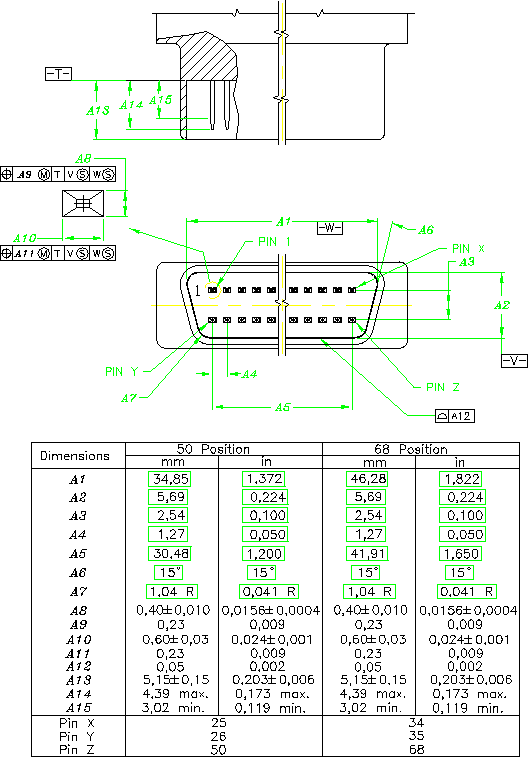 -T-
A15
A14
A13
A8
⌖ A9 Ⓜ T V Ⓢ W Ⓢ
A10
⌖ A11 Ⓜ T V Ⓢ W Ⓢ
A1
-W-
A6
PIN 1
PIN X
A3
1
A2
-V-
PIN Y
A4
A7
PIN Z
A5
⌓ A12
Dimensions 50 Position 68 Position
mm in mm in
A1 34,85 1,372 46,28 1,822
A2 5,69 0,224 5,69 0,224
A3 2,54 0,100 2,54 0,100
A4 1,27 0,050 1,27 0,050
A5 30,48 1,200 41,91 1,650
A6 15° 15° 15° 15°
A7 1,04 R 0,041 R 1,04 R 0,041 R
A8 0,40±0,010 0,0156±0,0004 0,40±0,010 0,0156±0,0004
A9 0,23 0,009 0,23 0,009
A10 0,60±0,03 0,024±0,001 0,60±0,03 0,024±0,001
A11 0,23 0,009 0,23 0,009
A12 0,05 0,002 0,05 0,002
A13 5,15±0,15 0,203±0,006 5,15±0,15 0,203±0,006
A14 4,39 max. 0,173 max. 4,39 max. 0,173 max.
A15 3,02 min. 0,119 min. 3,02 min. 0,119 min.
Pin X 25 34
Pin Y 26 35
Pin Z 50 68